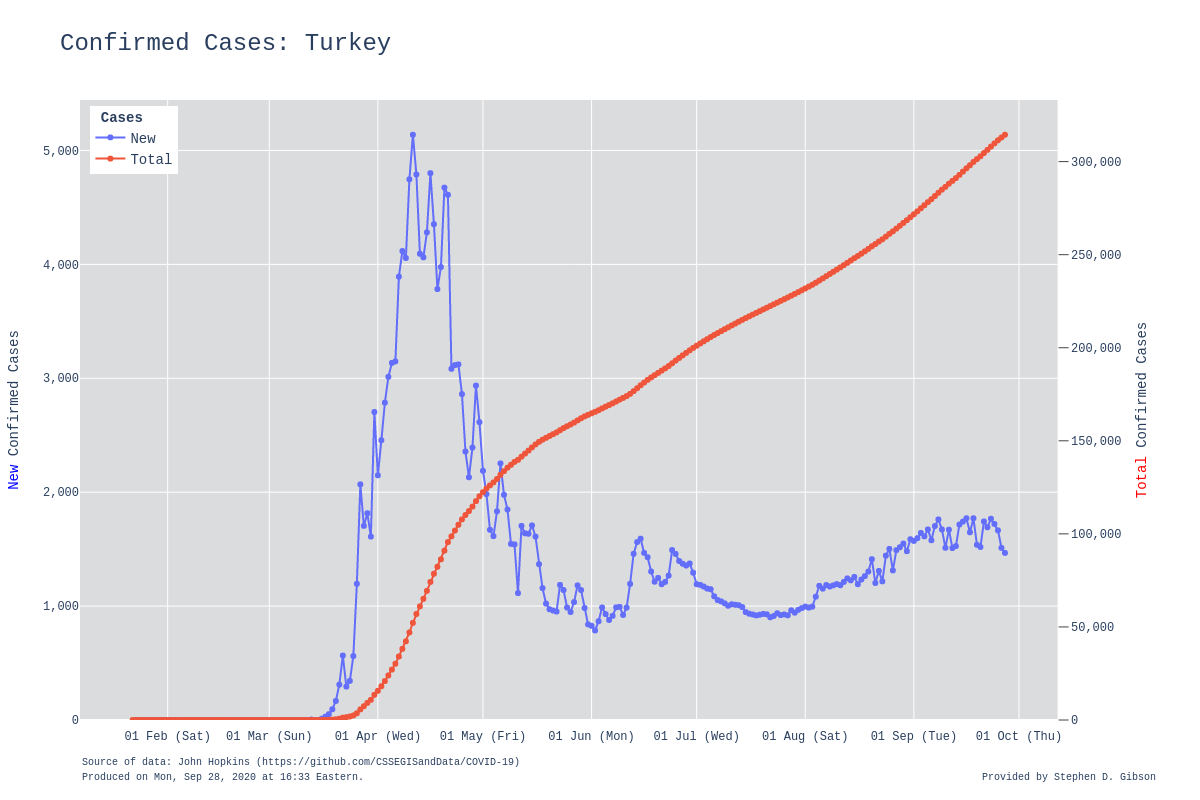 Confirmed Cases: Turkey
Cases
New
Total
5,000
4,000
3,000
2,000
1,000
0
300,000
250,000
200,000
150,000
100,000
50,000
0
New Confirmed Cases
Total Confirmed Cases
01 Feb (Sat) 01 Mar (Sun) 01 Apr (Wed) 01 May (Fri) 01 Jun (Mon) 01 Jul (Wed) 01 Aug (Sat) 01 Sep (Tue) 01 Oct (Thu)
Source of data: John Hopkins (https://github.com/CSSEGISandData/COVID-19)
Produced on Mon, Sep 28, 2020 at 16:33 Eastern.
Provided by Stephen D. Gibson